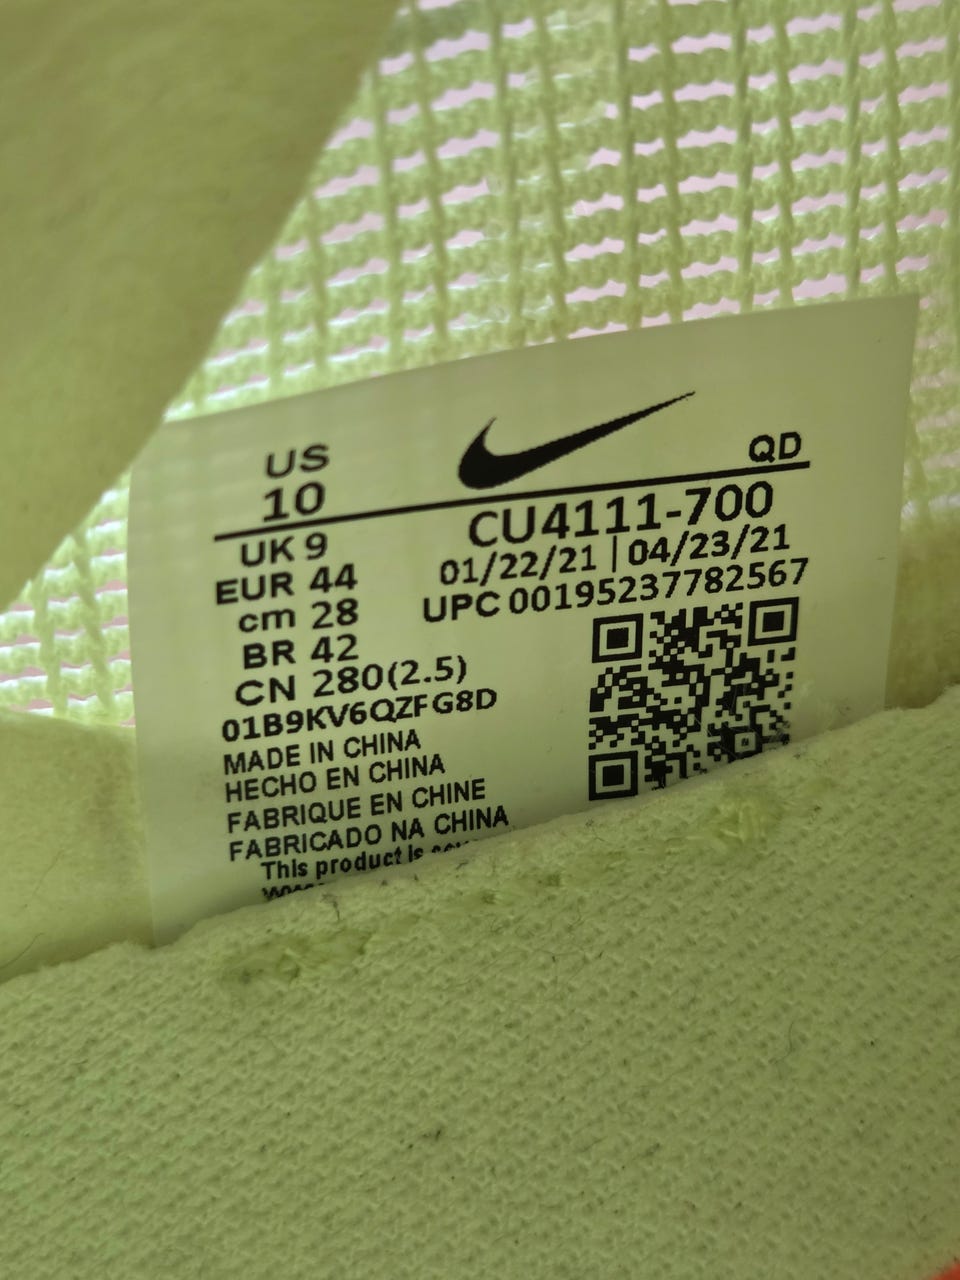 US
10
QD
UK 9
EUR 44
cm 28
BR 42
CN 280(2.5)
01B9KV6QZFG8D
CU4111-700
01/22/21 | 04/23/21
UPC 00195237782567
MADE IN CHINA
HECHO EN CHINA
FABRIQUE EN CHINE
FABRICADO NA CHINA
This product is